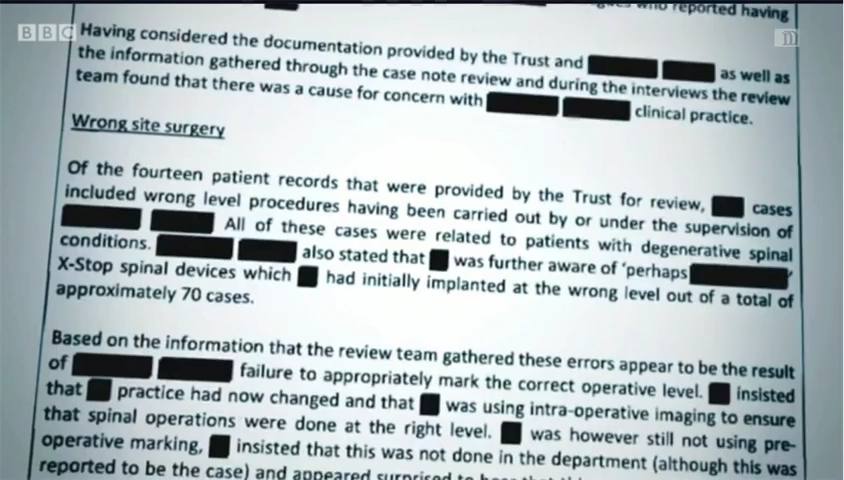 BBC
who reported having
Having considered the documentation provided by the Trust and as well as
the information gathered through the case note review and during the interviews the review
team found that there was a cause for concern with clinical practice.
Wrong site surgery
Of the fourteen patient records that were provided by the Trust for review, cases
included wrong level procedures having been carried out by or under the supervision of
All of these cases were related to patients with degenerative spinal
conditions. also stated that was further aware of 'perhaps '
X-Stop spinal devices which had initially implanted at the wrong level out of a total of
approximately 70 cases.
Based on the information that the review team gathered these errors appear to be the result
of failure to appropriately mark the correct operative level. insisted
that practice had now changed and that was using intra-operative imaging to ensure
that spinal operations were done at the right level. was however still not using pre-
operative marking, insisted that this was not done in the department (although this was
reported to be the case) and appeared surprised to hear that this